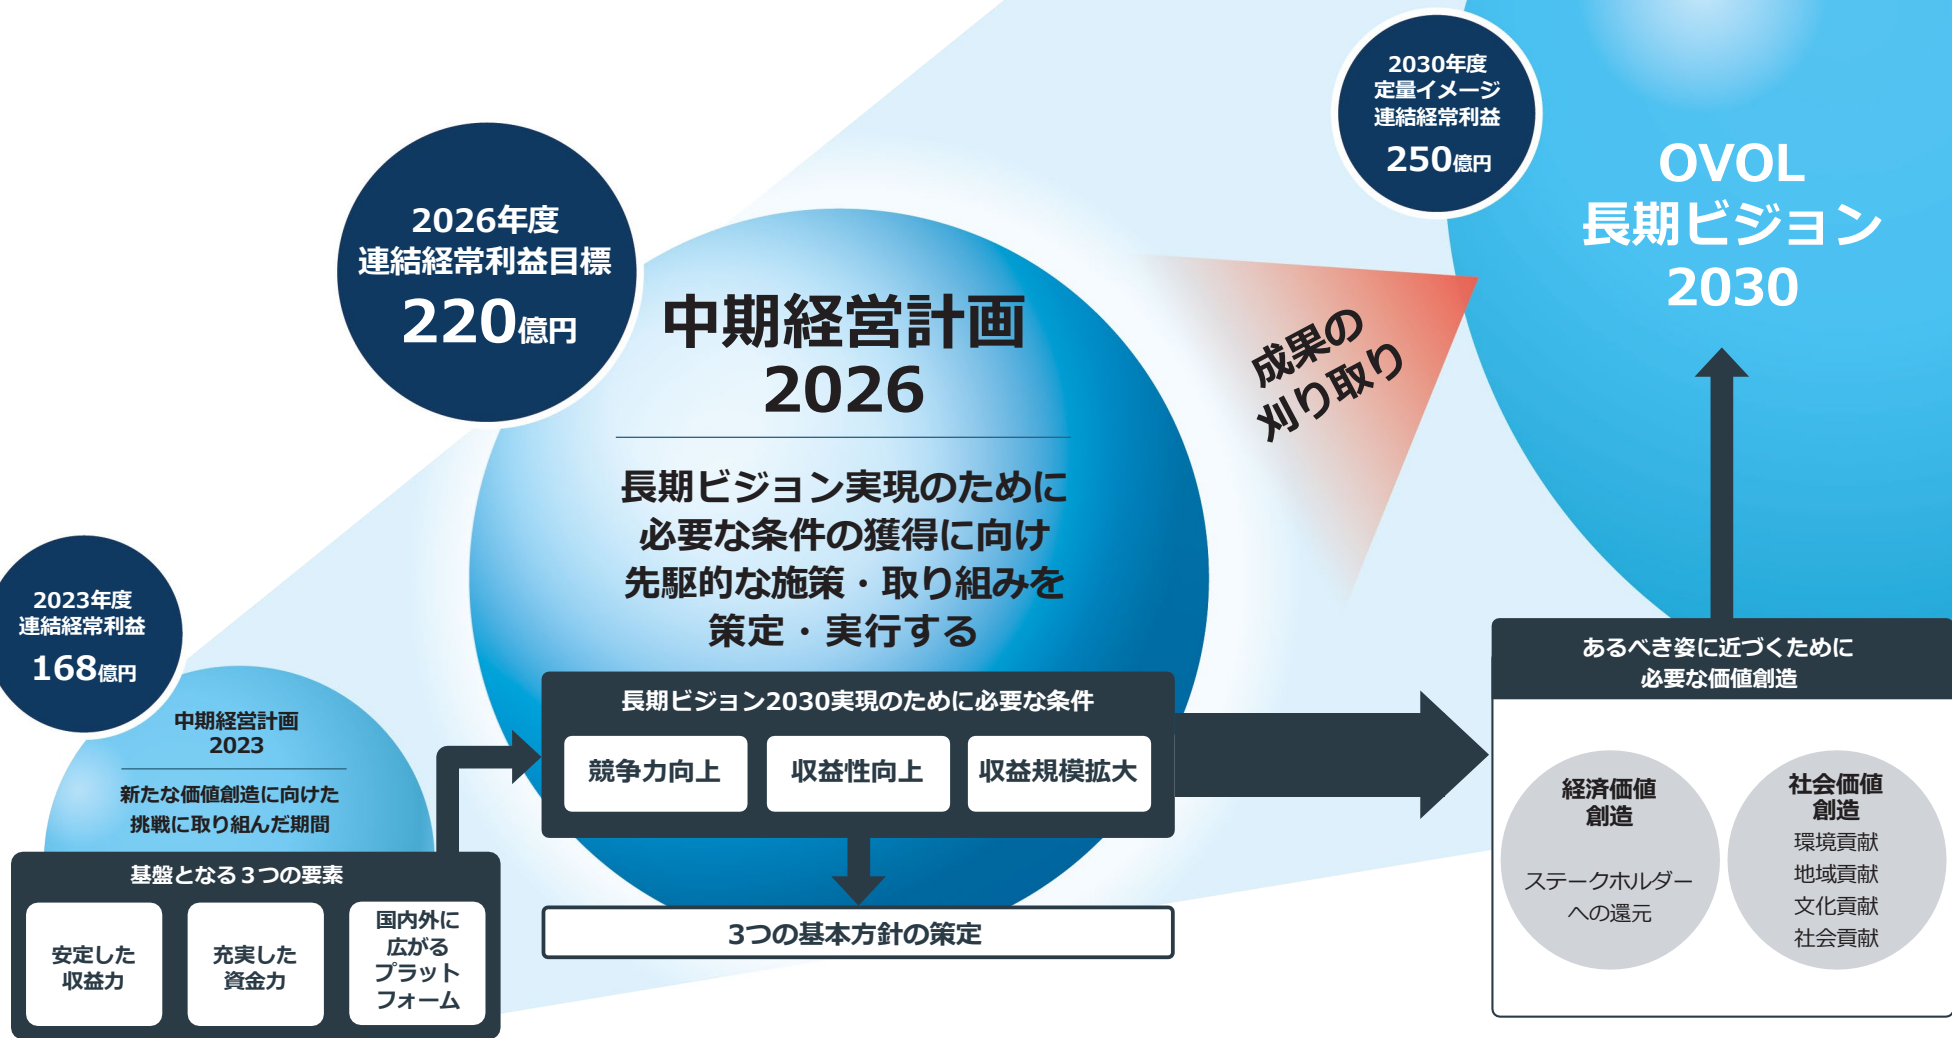 2023年度
連結経常利益
168億円
中期経営計画
2023
新たな価値創造に向けた
挑戦に取り組んだ期間
基盤となる3つの要素
安定した
収益力
充実した
資金力
国内外に
広がる
プラット
フォーム
2026年度
連結経常利益目標
220億円
中期経営計画
2026
長期ビジョン実現のために
必要な条件の獲得に向け
先駆的な施策・取り組みを
策定・実行する
長期ビジョン2030実現のために必要な条件
競争力向上
収益性向上
収益規模拡大
3つの基本方針の策定
成果の
刈り取り
2030年度
定量イメージ
連結経常利益
250億円
OVOL
長期ビジョン
2030
あるべき姿に近づくために
必要な価値創造
経済価値
創造
ステークホルダー
への還元
社会価値
創造
環境貢献
地域貢献
文化貢献
社会貢献